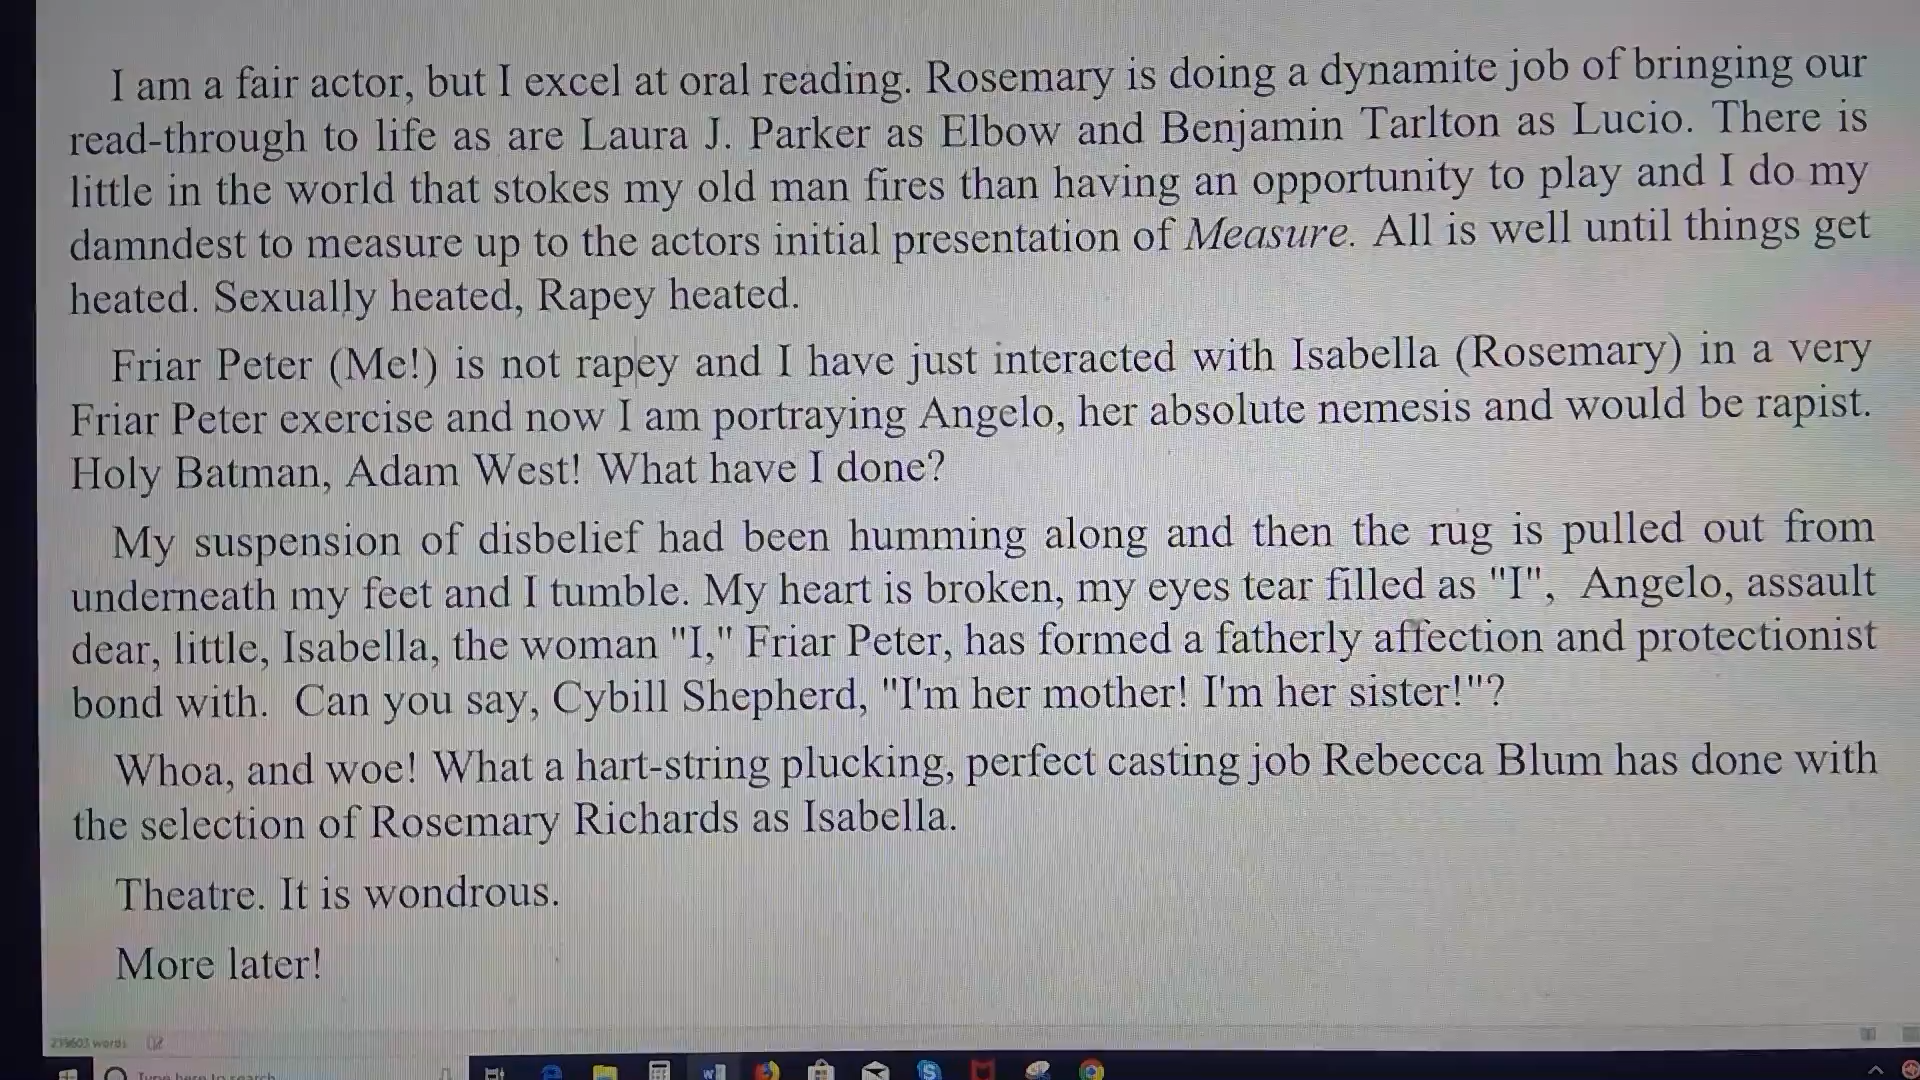 I am a fair actor, but I excel at oral reading. Rosemary is doing a dynamite job of bringing our
read-through to life as are Laura J. Parker as Elbow and Benjamin Tarlton as Lucio. There is
little in the world that stokes my old man fires than having an opportunity to play and I do my
damndest to measure up to the actors initial presentation of Measure. All is well until things get
heated. Sexually heated, Rapey heated.
Friar Peter (Me!) is not rapey and I have just interacted with Isabella (Rosemary) in a very
Friar Peter exercise and now I am portraying Angelo, her absolute nemesis and would be rapist.
Holy Batman, Adam West! What have I done?
My suspension of disbelief had been humming along and then the rug is pulled out from
underneath my feet and I tumble. My heart is broken, my eyes tear filled as "I", Angelo, assault
dear, little, Isabella, the woman "I," Friar Peter, has formed a fatherly affection and protectionist
bond with. Can you say, Cybill Shepherd, "I'm her mother! I'm her sister!"?
Whoa, and woe! What a hart-string plucking, perfect casting job Rebecca Blum has done with
the selection of Rosemary Richards as Isabella.
Theatre. It is wondrous.
More later!
words
Type here to search